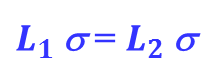 L₁ σ = L₂ σ